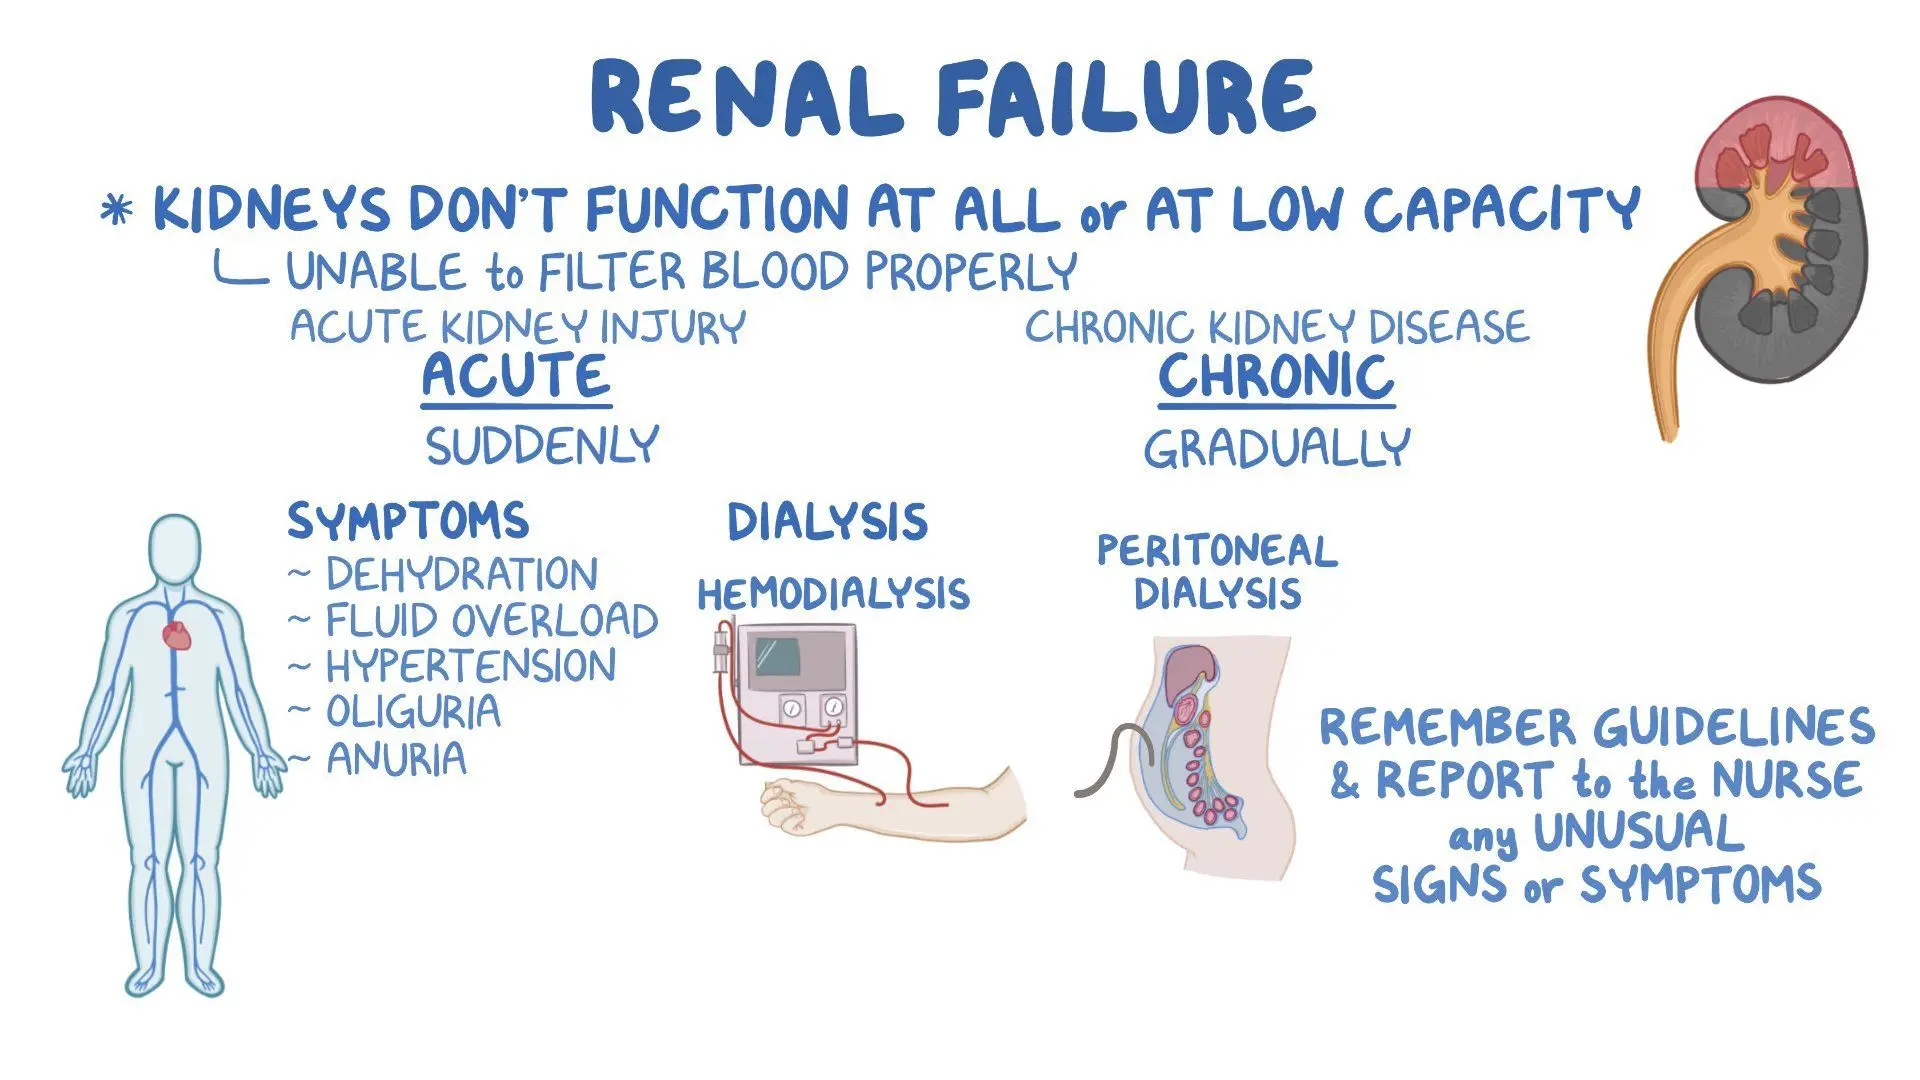 RENAL FAILURE
* KIDNEYS DON'T FUNCTION AT ALL or AT LOW CAPACITY
UNABLE to FILTER BLOOD PROPERLY
ACUTE KIDNEY INJURY
ACUTE
SUDDENLY
CHRONIC KIDNEY DISEASE
CHRONIC
GRADUALLY
SYMPTOMS
~ DEHYDRATION
~ FLUID OVERLOAD
~ HYPERTENSION
~ OLIGURIA
~ ANURIA
DIALYSIS
HEMODIALYSIS
PERITONEAL
DIALYSIS
REMEMBER GUIDELINES
& REPORT to the NURSE
any UNUSUAL
SIGNS or SYMPTOMS